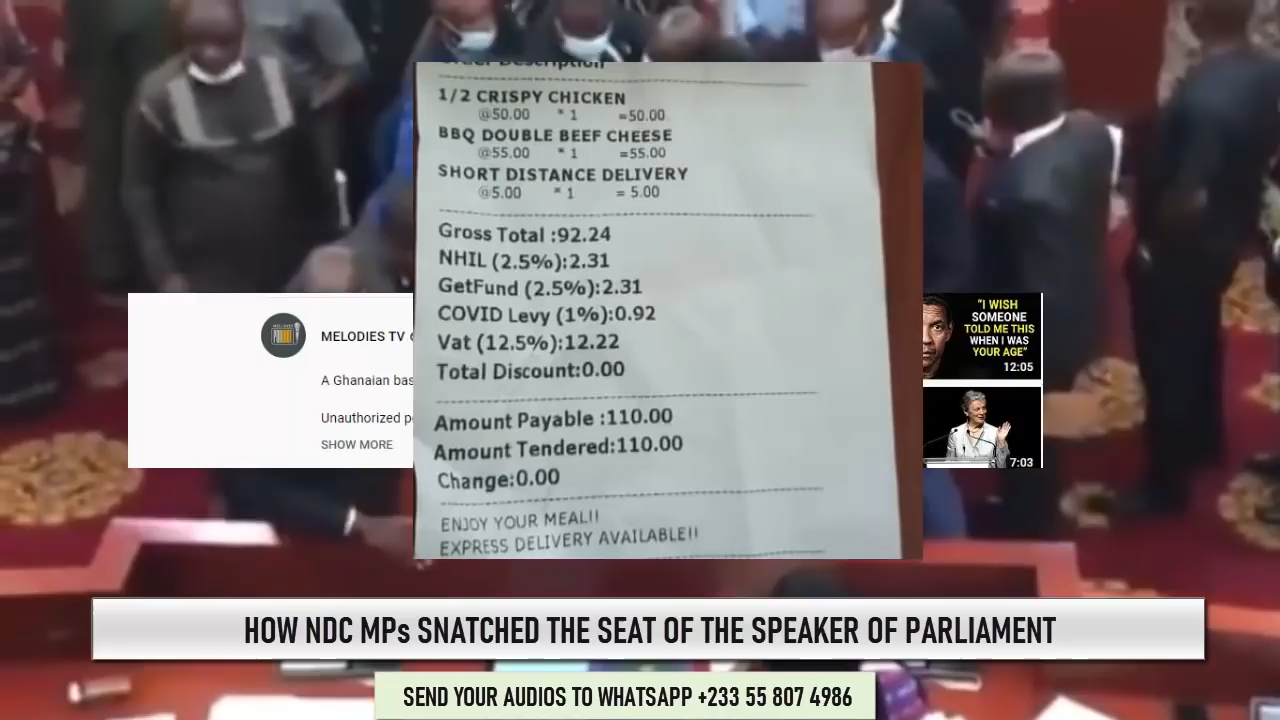 Order Description
1/2 CRISPY CHICKEN
@50.00 * 1 =50.00
BBQ DOUBLE BEEF CHEESE
@55.00 * 1 =55.00
SHORT DISTANCE DELIVERY
@5.00 * 1 = 5.00
Gross Total :92.24
NHIL (2.5%):2.31
GetFund (2.5%):2.31
COVID Levy (1%):0.92
Vat (12.5%):12.22
Total Discount:0.00
Amount Payable :110.00
Amount Tendered:110.00
Change:0.00
ENJOY YOUR MEAL!!
EXPRESS DELIVERY AVAILABLE!!
MELODIES TV
A Ghanaian bas
Unauthorized p
SHOW MORE
"I WISH
SOMEONE
TOLD ME THIS
WHEN I WAS
YOUR AGE"
12:05
7:03
HOW NDC MPs SNATCHED THE SEAT OF THE SPEAKER OF PARLIAMENT
SEND YOUR AUDIOS TO WHATSAPP +233 55 807 4986